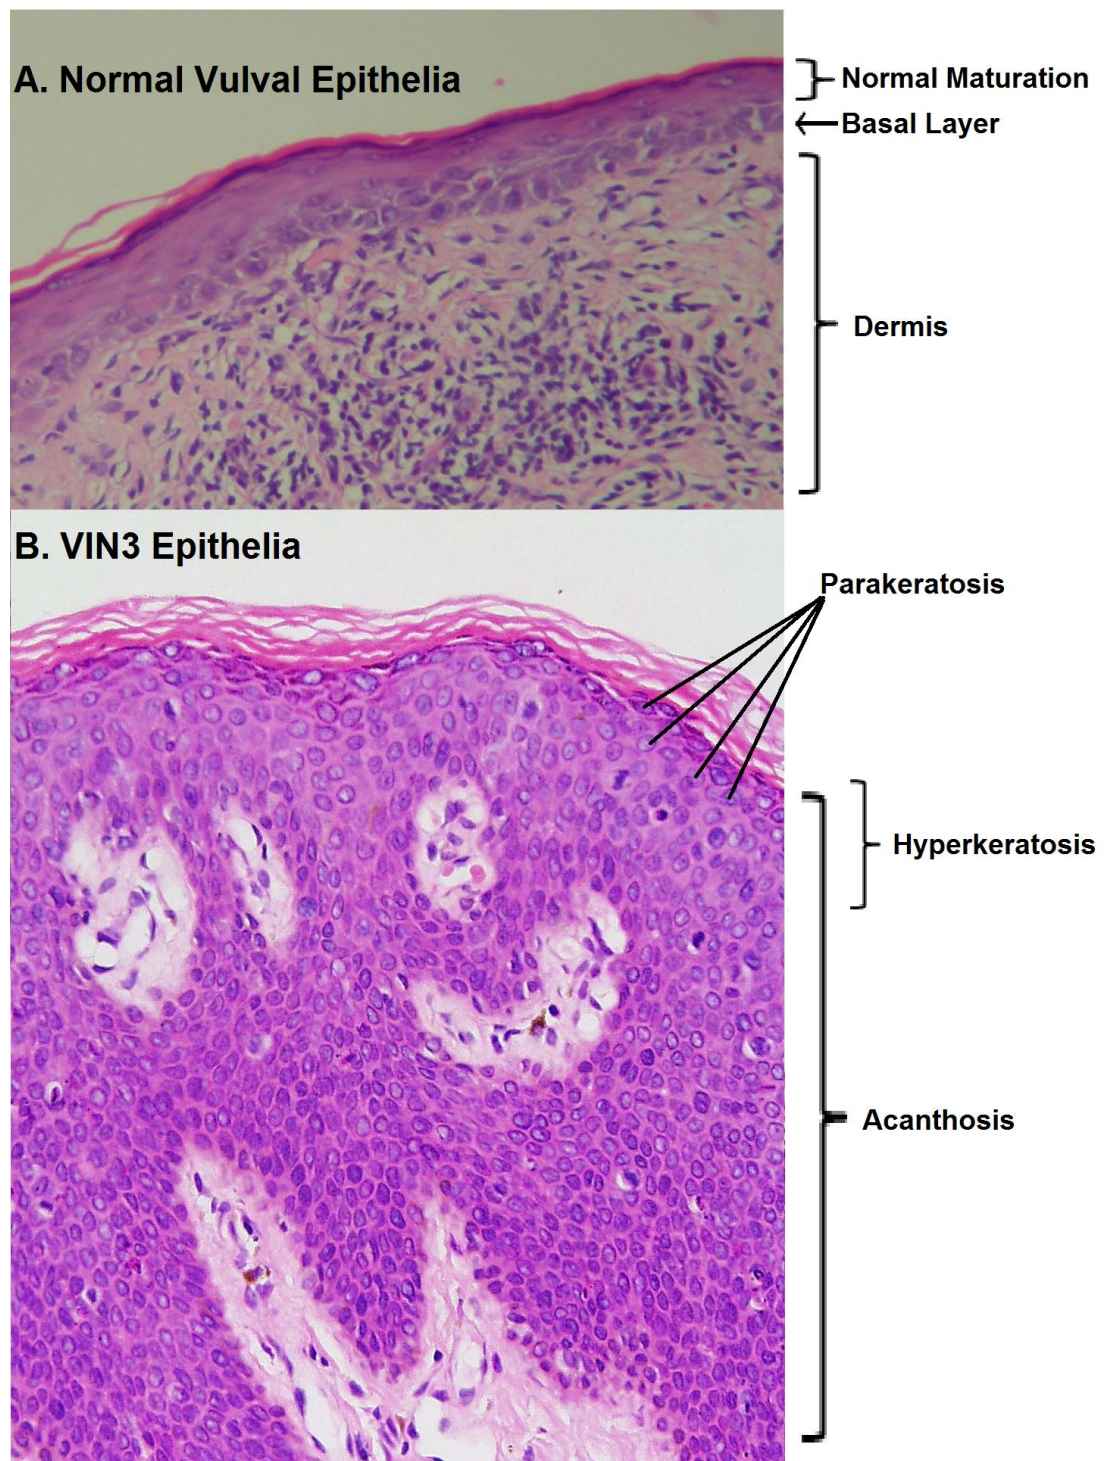 A. Normal Vulval Epithelia
Normal Maturation
Basal Layer
Dermis
B. VIN3 Epithelia
Parakeratosis
Hyperkeratosis
Acanthosis